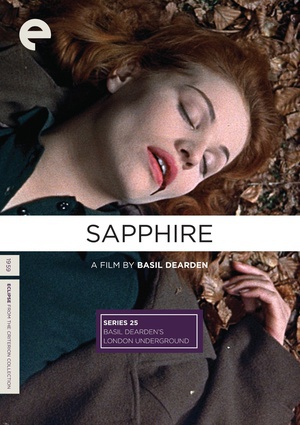 e
SAPPHIRE
A FILM BY BASIL DEARDEN
1959
ECLIPSE FROM THE CRITERION COLLECTION
SERIES 25
BASIL DEARDEN'S
LONDON UNDERGROUND